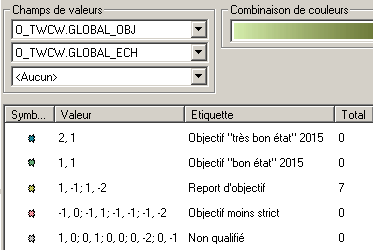 Champs de valeurs
Combinaison de couleurs
O_TWCW.GLOBAL_OBJ
O_TWCW.GLOBAL_ECH
<Aucun>
Symb... Valeur Etiquette Total
2, 1 Objectif "très bon état" 2015 0
1, 1 Objectif "bon état" 2015 0
1, -1; 1, -2 Report d'objectif 7
-1, 0; -1, 1; -1, -1; -1, -2 Objectif moins strict 0
1, 0; 0, 1; 0, 0; 0, -2; 0, -1 Non qualifié 0